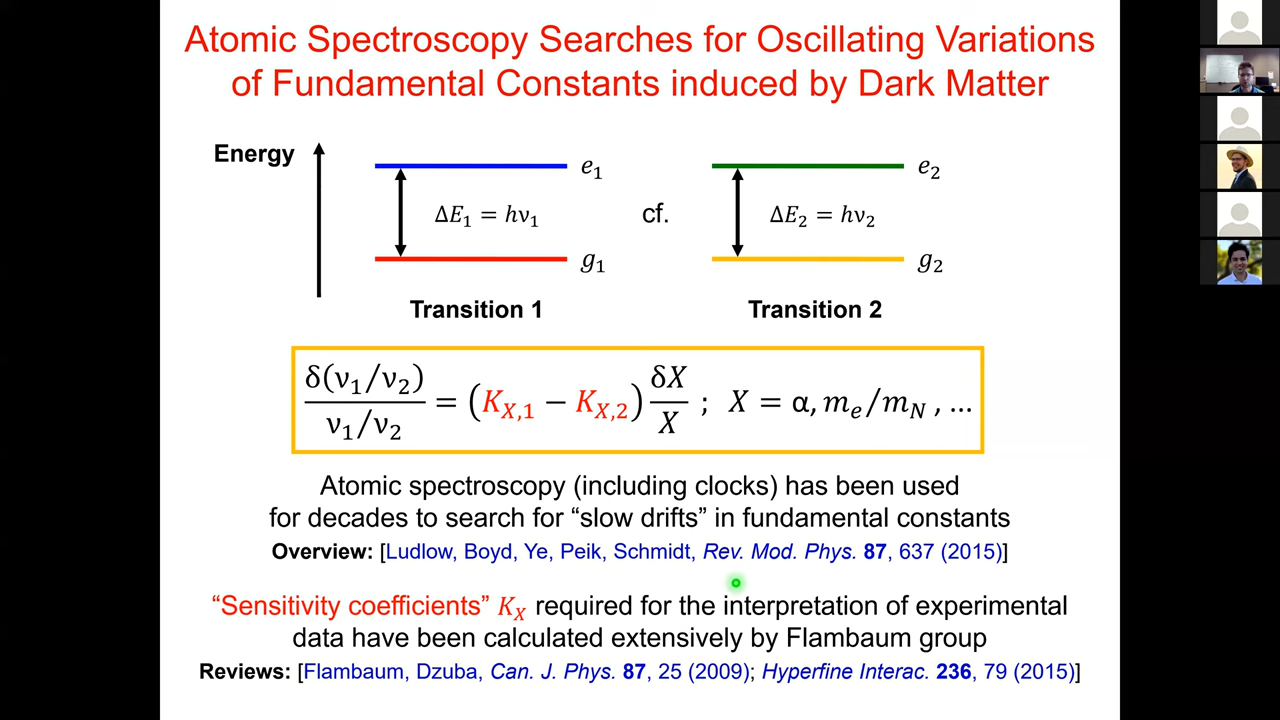 Atomic Spectroscopy Searches for Oscillating Variations
of Fundamental Constants induced by Dark Matter
Energy
e₁
e₂
ΔE₁ = hν₁
cf.
ΔE₂ = hν₂
g₁
g₂
Transition 1
Transition 2
δ(ν₁/ν₂) / (ν₁/ν₂) = (K_{X,1} − K_{X,2}) δX/X ; X = α, mₑ/m_N , …
Atomic spectroscopy (including clocks) has been used
for decades to search for “slow drifts” in fundamental constants
Overview: [Ludlow, Boyd, Ye, Peik, Schmidt, Rev. Mod. Phys. 87, 637 (2015)]
“Sensitivity coefficients” K_X required for the interpretation of experimental
data have been calculated extensively by Flambaum group
Reviews: [Flambaum, Dzuba, Can. J. Phys. 87, 25 (2009); Hyperfine Interac. 236, 79 (2015)]